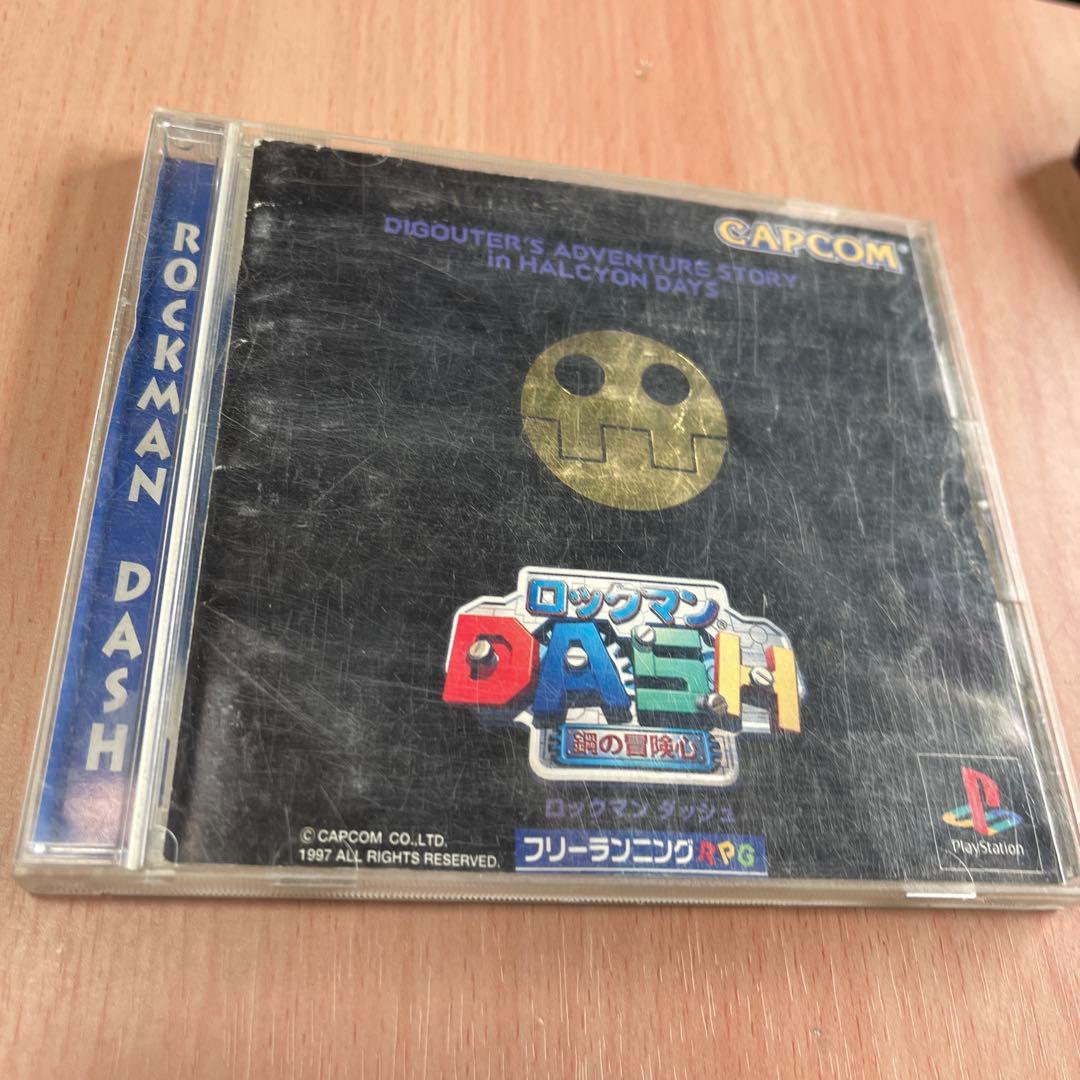 ROCKMAN DASH
CAPCOM®
DIGOUTER'S ADVENTURE STORY
in HALCYON DAYS
ロックマン®
DASH
鋼の冒険心
ロックマン ダッシュ
© CAPCOM CO.,LTD.
1997 ALL RIGHTS RESERVED.
フリーランニングRPG
PlayStation